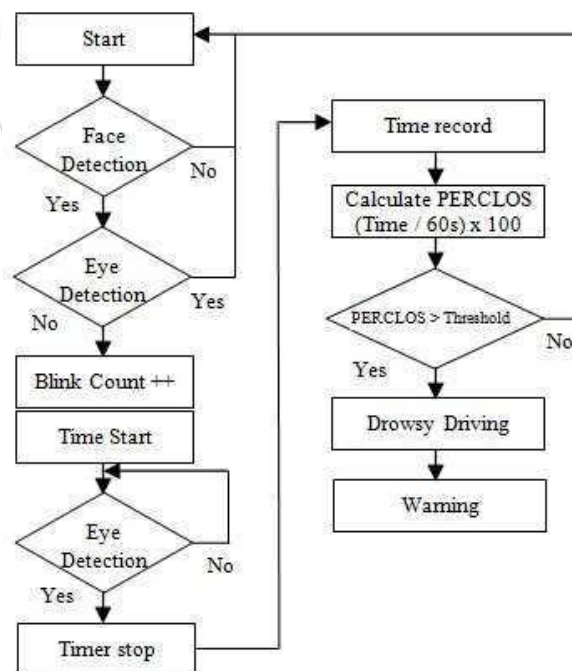 Start
Face
Detection
No
Yes
Eye
Detection
Yes
No
Blink Count ++
Time Start
Eye
Detection
No
Yes
Timer stop
Time record
Calculate PERCLOS
(Time / 60s) x 100
PERCLOS > Threshold
No
Yes
Drowsy Driving
Warning